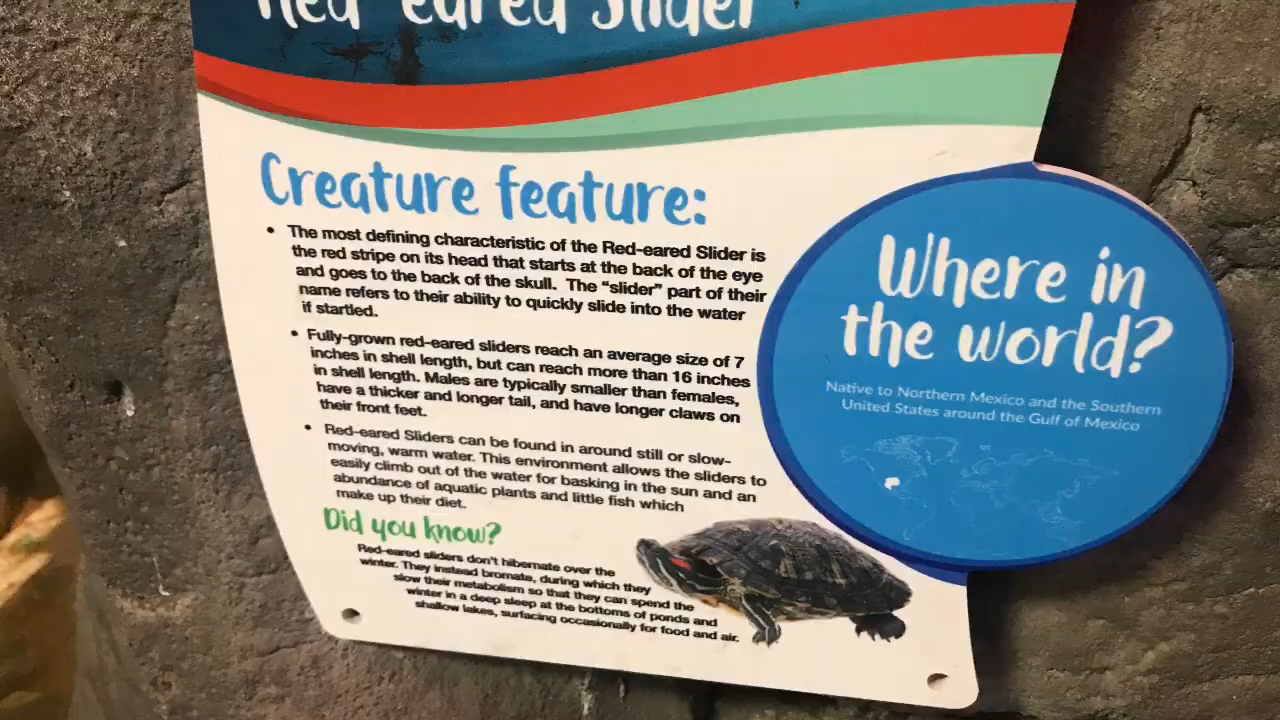 Red-eared Slider
Creature feature:
• The most defining characteristic of the Red-eared Slider is
the red stripe on its head that starts at the back of the eye
and goes to the back of the skull. The "slider" part of their
name refers to their ability to quickly slide into the water
if startled.
• Fully-grown red-eared sliders reach an average size of 7
inches in shell length, but can reach more than 16 inches
in shell length. Males are typically smaller than females,
have a thicker and longer tail, and have longer claws on
their front feet.
• Red-eared Sliders can be found in around still or slow-
moving, warm water. This environment allows the sliders to
easily climb out of the water for basking in the sun and an
abundance of aquatic plants and little fish which
make up their diet.
Did you know?
Red-eared sliders don't hibernate over the
winter. They instead bromate, during which they
slow their metabolism so that they can spend the
winter in a deep sleep at the bottoms of ponds and
shallow lakes, surfacing occasionally for food and air.
Where in
the world?
Native to Northern Mexico and the Southern
United States around the Gulf of Mexico